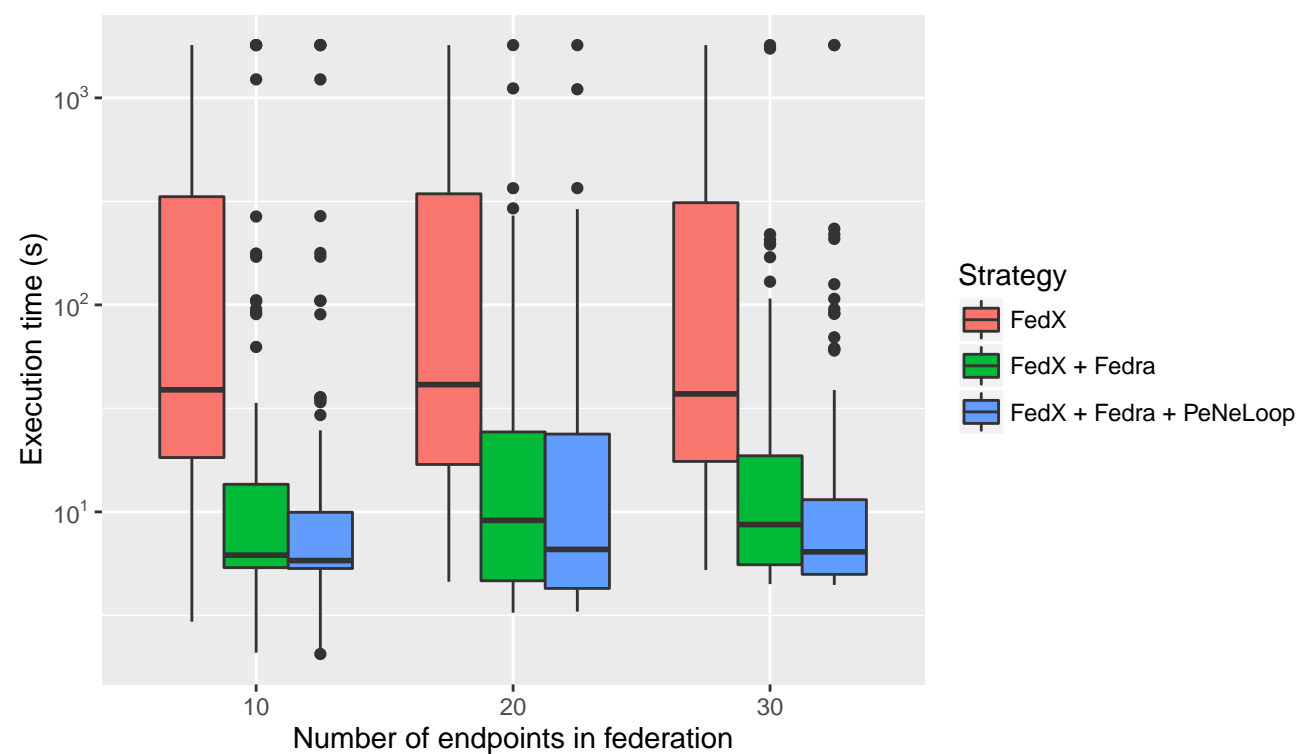 Execution time (s)
10³
10²
10¹
10
20
30
Number of endpoints in federation
Strategy
FedX
FedX + Fedra
FedX + Fedra + PeNeLoop